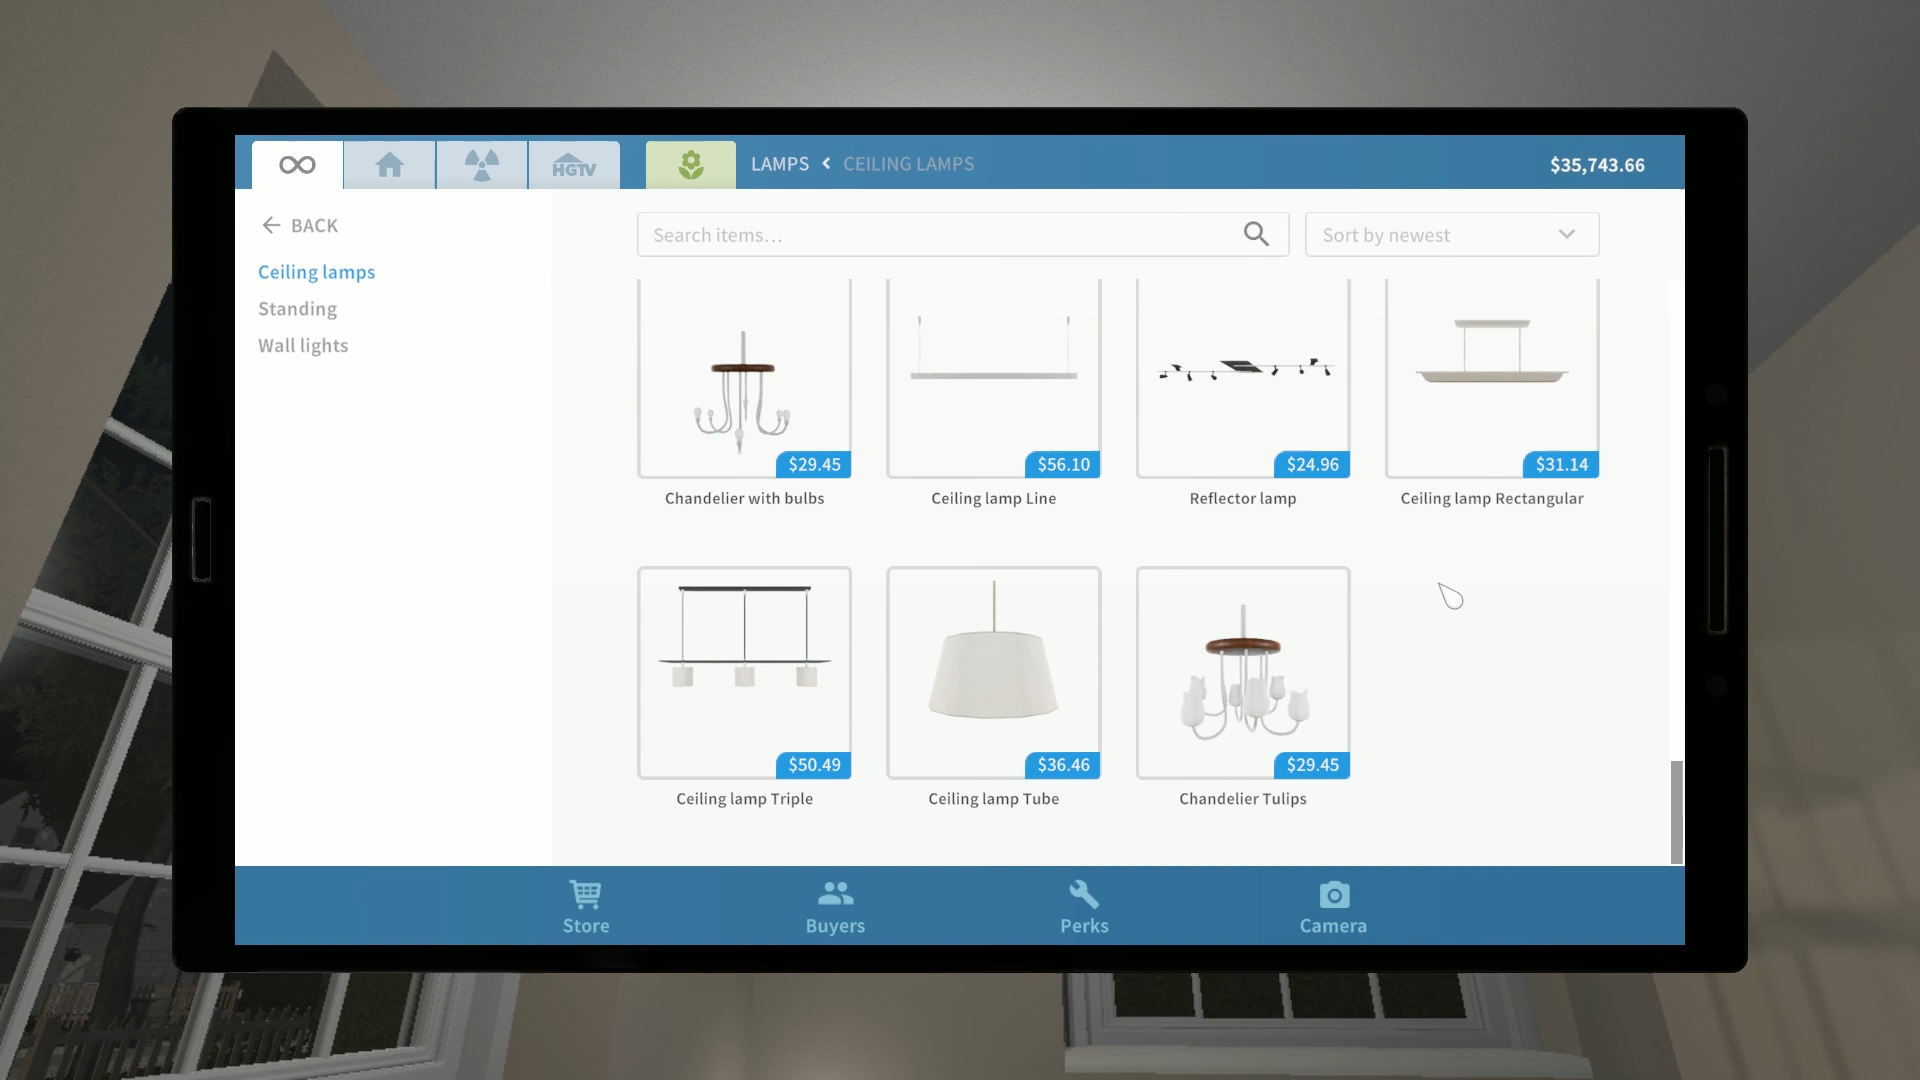 HGTV
LAMPS < CEILING LAMPS
$35,743.66
BACK
Ceiling lamps
Standing
Wall lights
Search items...
Sort by newest
$29.45
$56.10
$24.96
$31.14
Chandelier with bulbs
Ceiling lamp Line
Reflector lamp
Ceiling lamp Rectangular
$50.49
$36.46
$29.45
Ceiling lamp Triple
Ceiling lamp Tube
Chandelier Tulips
Store
Buyers
Perks
Camera